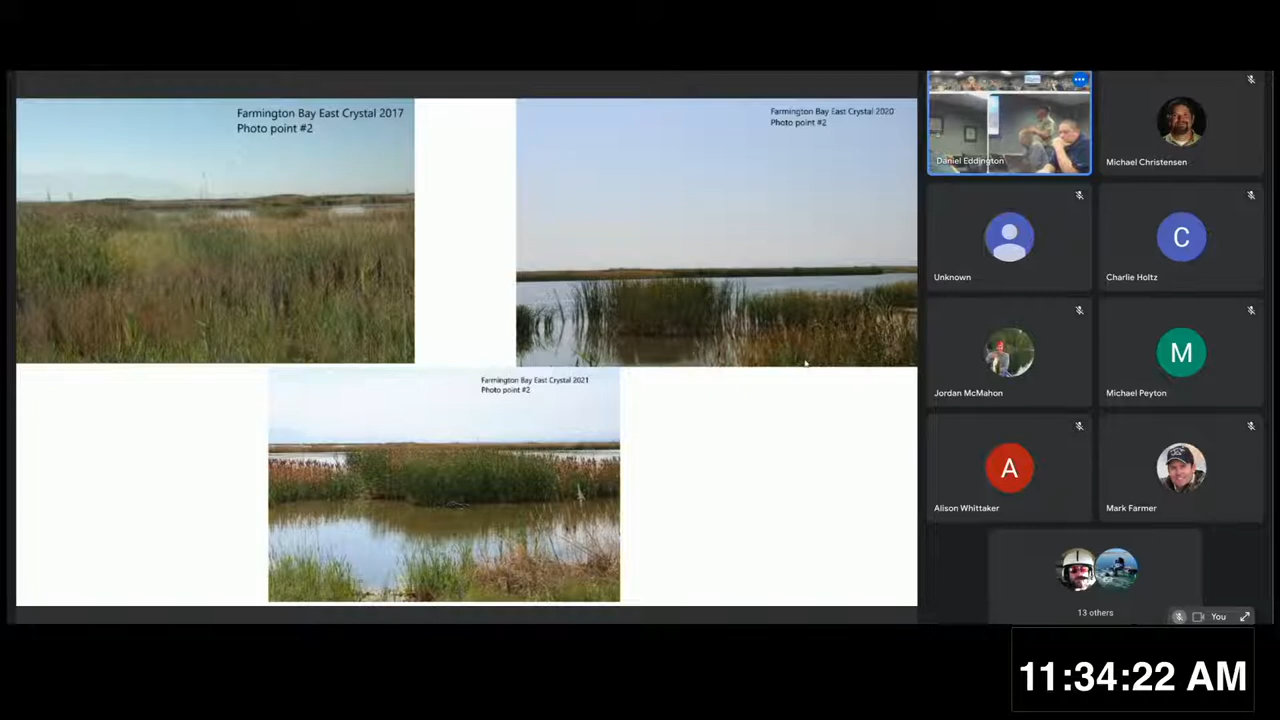 Farmington Bay East Crystal 2017
Photo point #2
Farmington Bay East Crystal 2020
Photo point #2
Farmington Bay East Crystal 2021
Photo point #2
Daniel Eddington
Michael Christensen
Unknown
C
Charlie Holtz
Jordan McMahon
M
Michael Peyton
A
Alison Whittaker
Mark Farmer
13 others
You
11:34:22 AM